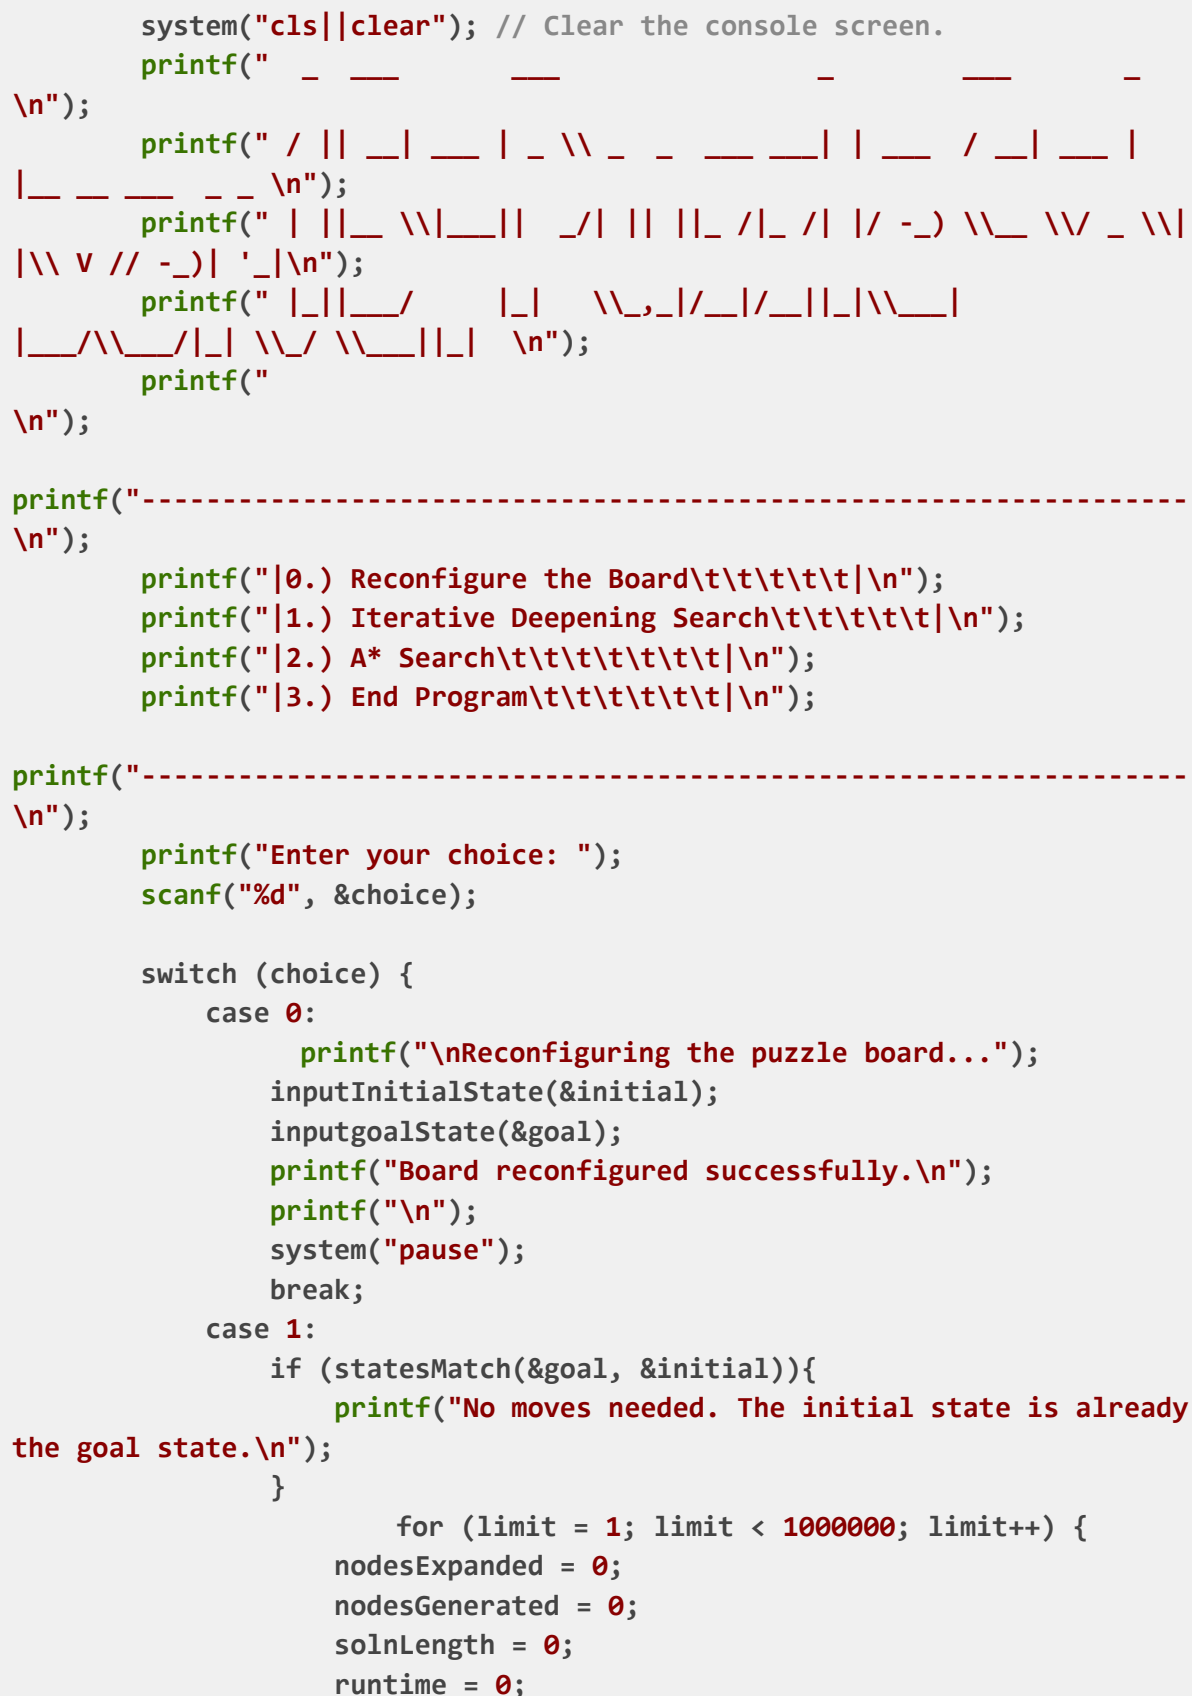 system("cls||clear"); // Clear the console screen.
        printf("  _  ___       ___                _        ___       _
\n");
        printf(" / || __| ___ | _ \\ _  _  ___ ___| | ___  / __| ___ |
|__ __ ___  _ _ \n");
        printf(" | ||__ \\|___||  _/| || ||_ /|_ /| |/ -_) \\__ \\/ _ \\|
|\\ V // -_)| '_|\n");
        printf(" |_||___/     |_|   \\_,_|/__|/__||_|\\___|
|___/\\___/|_| \\_/ \\___||_|  \n");
        printf("
\n");

printf("-----------------------------------------------------------------
\n");
        printf("|0.) Reconfigure the Board\t\t\t\t\t|\n");
        printf("|1.) Iterative Deepening Search\t\t\t\t\t|\n");
        printf("|2.) A* Search\t\t\t\t\t\t\t|\n");
        printf("|3.) End Program\t\t\t\t\t\t|\n");

printf("-----------------------------------------------------------------
\n");
        printf("Enter your choice: ");
        scanf("%d", &choice);

        switch (choice) {
            case 0:
                  printf("\nReconfiguring the puzzle board...");
                inputInitialState(&initial);
                inputgoalState(&goal);
                printf("Board reconfigured successfully.\n");
                printf("\n");
                system("pause");
                break;
            case 1:
                if (statesMatch(&goal, &initial)){
                    printf("No moves needed. The initial state is already
the goal state.\n");
                }
                        for (limit = 1; limit < 1000000; limit++) {
                    nodesExpanded = 0;
                    nodesGenerated = 0;
                    solnLength = 0;
                    runtime = 0;